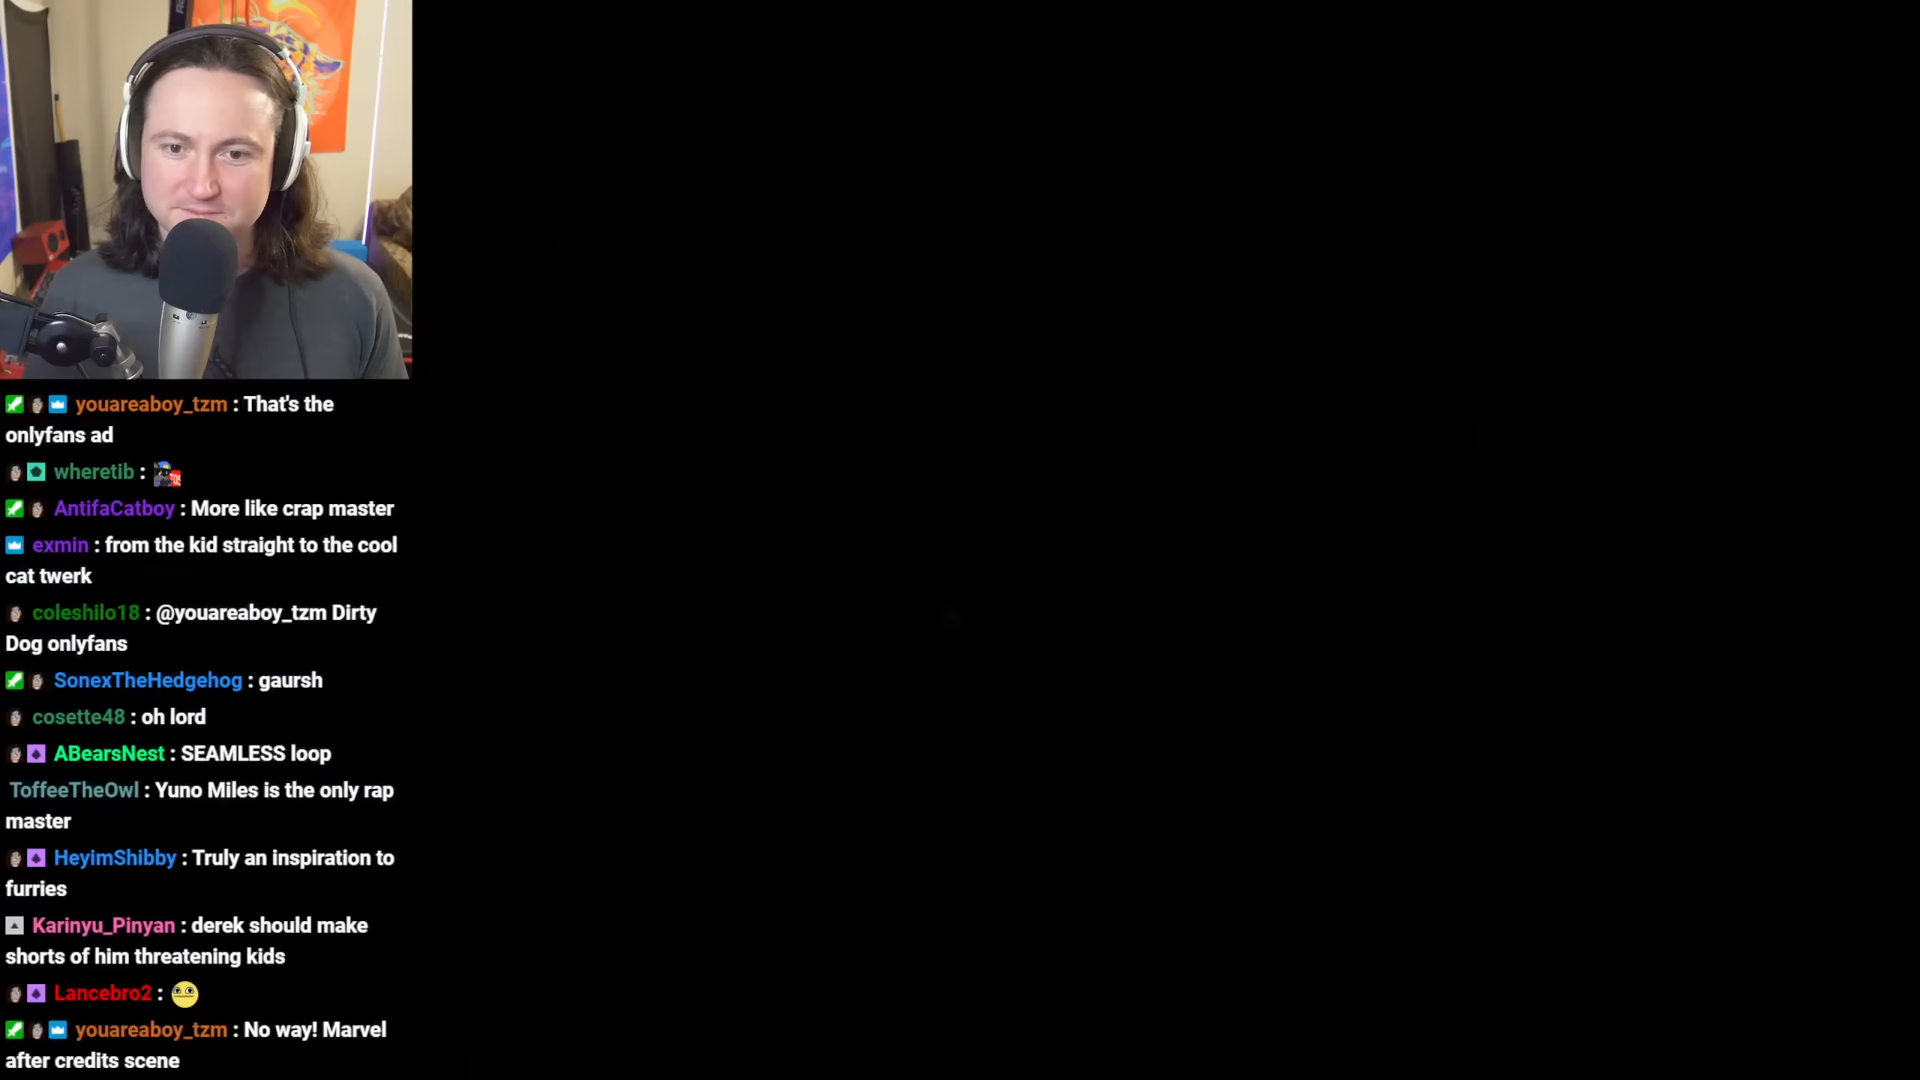 youareaboy_tzm : That's the
onlyfans ad
wheretib :
AntifaCatboy : More like crap master
exmin : from the kid straight to the cool
cat twerk
coleshilo18 : @youareaboy_tzm Dirty
Dog onlyfans
SonexTheHedgehog : gaursh
cosette48 : oh lord
ABearsNest : SEAMLESS loop
ToffeeTheOwl : Yuno Miles is the only rap
master
HeyimShibby : Truly an inspiration to
furries
Karinyu_Pinyan : derek should make
shorts of him threatening kids
Lancebro2 :
youareaboy_tzm : No way! Marvel
after credits scene